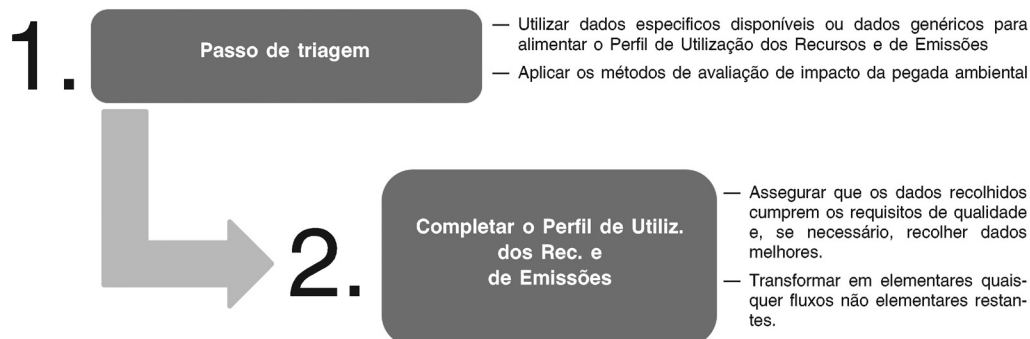 1.
Passo de triagem
— Utilizar dados especificos disponíveis ou dados genéricos para
alimentar o Perfil de Utilização dos Recursos e de Emissões
— Aplicar os métodos de avaliação de impacto da pegada ambiental
2.
Completar o Perfil de Utiliz.
dos Rec. e
de Emissões
— Assegurar que os dados recolhidos
cumprem os requisitos de qualidade
e, se necessário, recolher dados
melhores.
— Transformar em elementares quais-
quer fluxos não elementares restan-
tes.